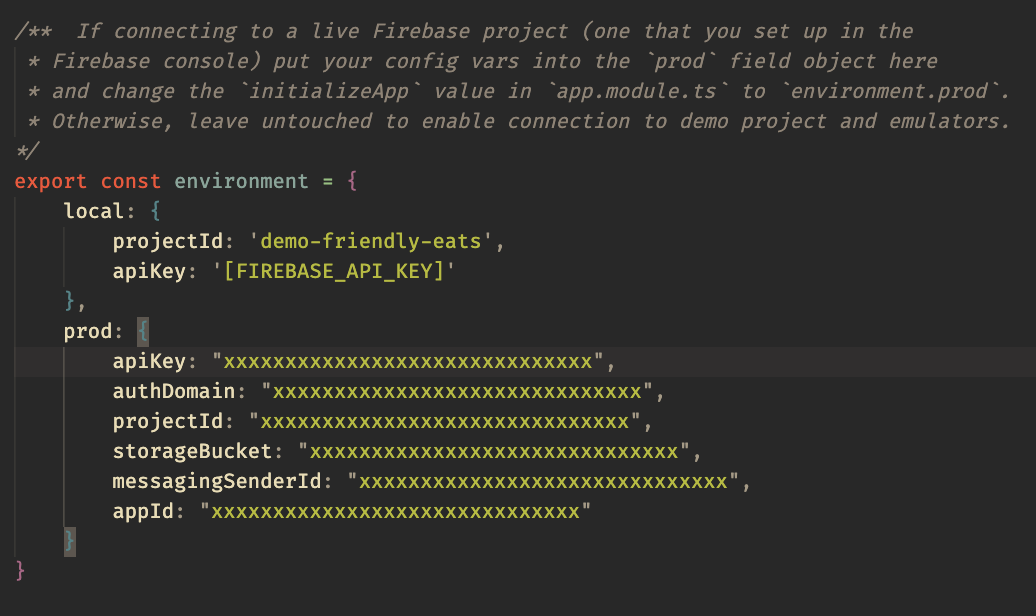 /**  If connecting to a live Firebase project (one that you set up in the
 * Firebase console) put your config vars into the `prod` field object here
 * and change the `initializeApp` value in `app.module.ts` to `environment.prod`.
 * Otherwise, leave untouched to enable connection to demo project and emulators.
*/
export const environment = {
    local: {
        projectId: 'demo-friendly-eats',
        apiKey: '[FIREBASE_API_KEY]'
    },
    prod: {
        apiKey: "xxxxxxxxxxxxxxxxxxxxxxxxxxxxxx",
        authDomain: "xxxxxxxxxxxxxxxxxxxxxxxxxxxxxx",
        projectId: "xxxxxxxxxxxxxxxxxxxxxxxxxxxxxx",
        storageBucket: "xxxxxxxxxxxxxxxxxxxxxxxxxxxxxx",
        messagingSenderId: "xxxxxxxxxxxxxxxxxxxxxxxxxxxxxx",
        appId: "xxxxxxxxxxxxxxxxxxxxxxxxxxxxxx"
    }
}